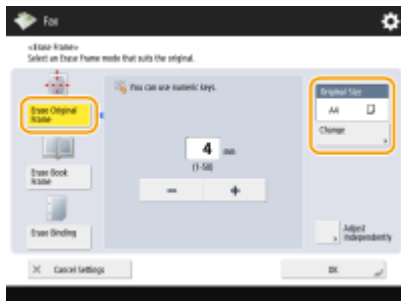 Fax
<Erase Frame>
Select an Erase Frame mode that suits the original.
You can use numeric keys.
Erase Original
Frame
Erase Book
Frame
Erase Binding
4 mm
(1-50)
− +
Original Size
A4
Change
Adjust
Independently
× Cancel Settings
OK